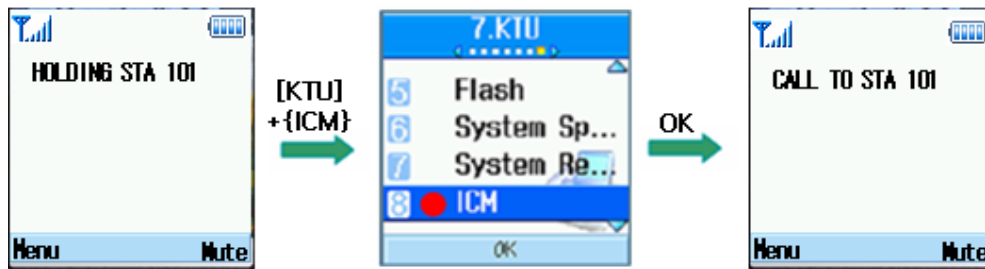 HOLDING STA 101
Menu
Mute
[KTU]
+{ICM}
7.KTU
5 Flash
6 System Sp...
7 System Re...
8 ICM
OK
OK
CALL TO STA 101
Menu
Mute